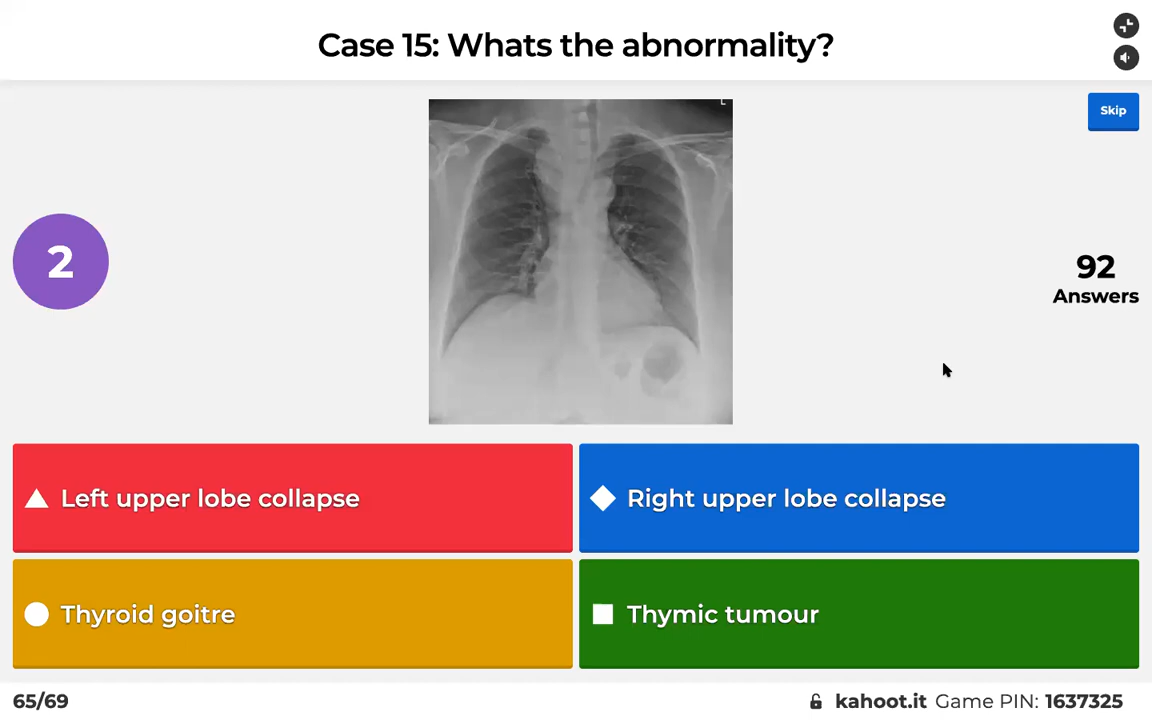 Case 15: Whats the abnormality?
Skip
L
2
92
Answers
Left upper lobe collapse
Right upper lobe collapse
Thyroid goitre
Thymic tumour
65/69
kahoot.it Game PIN: 1637325